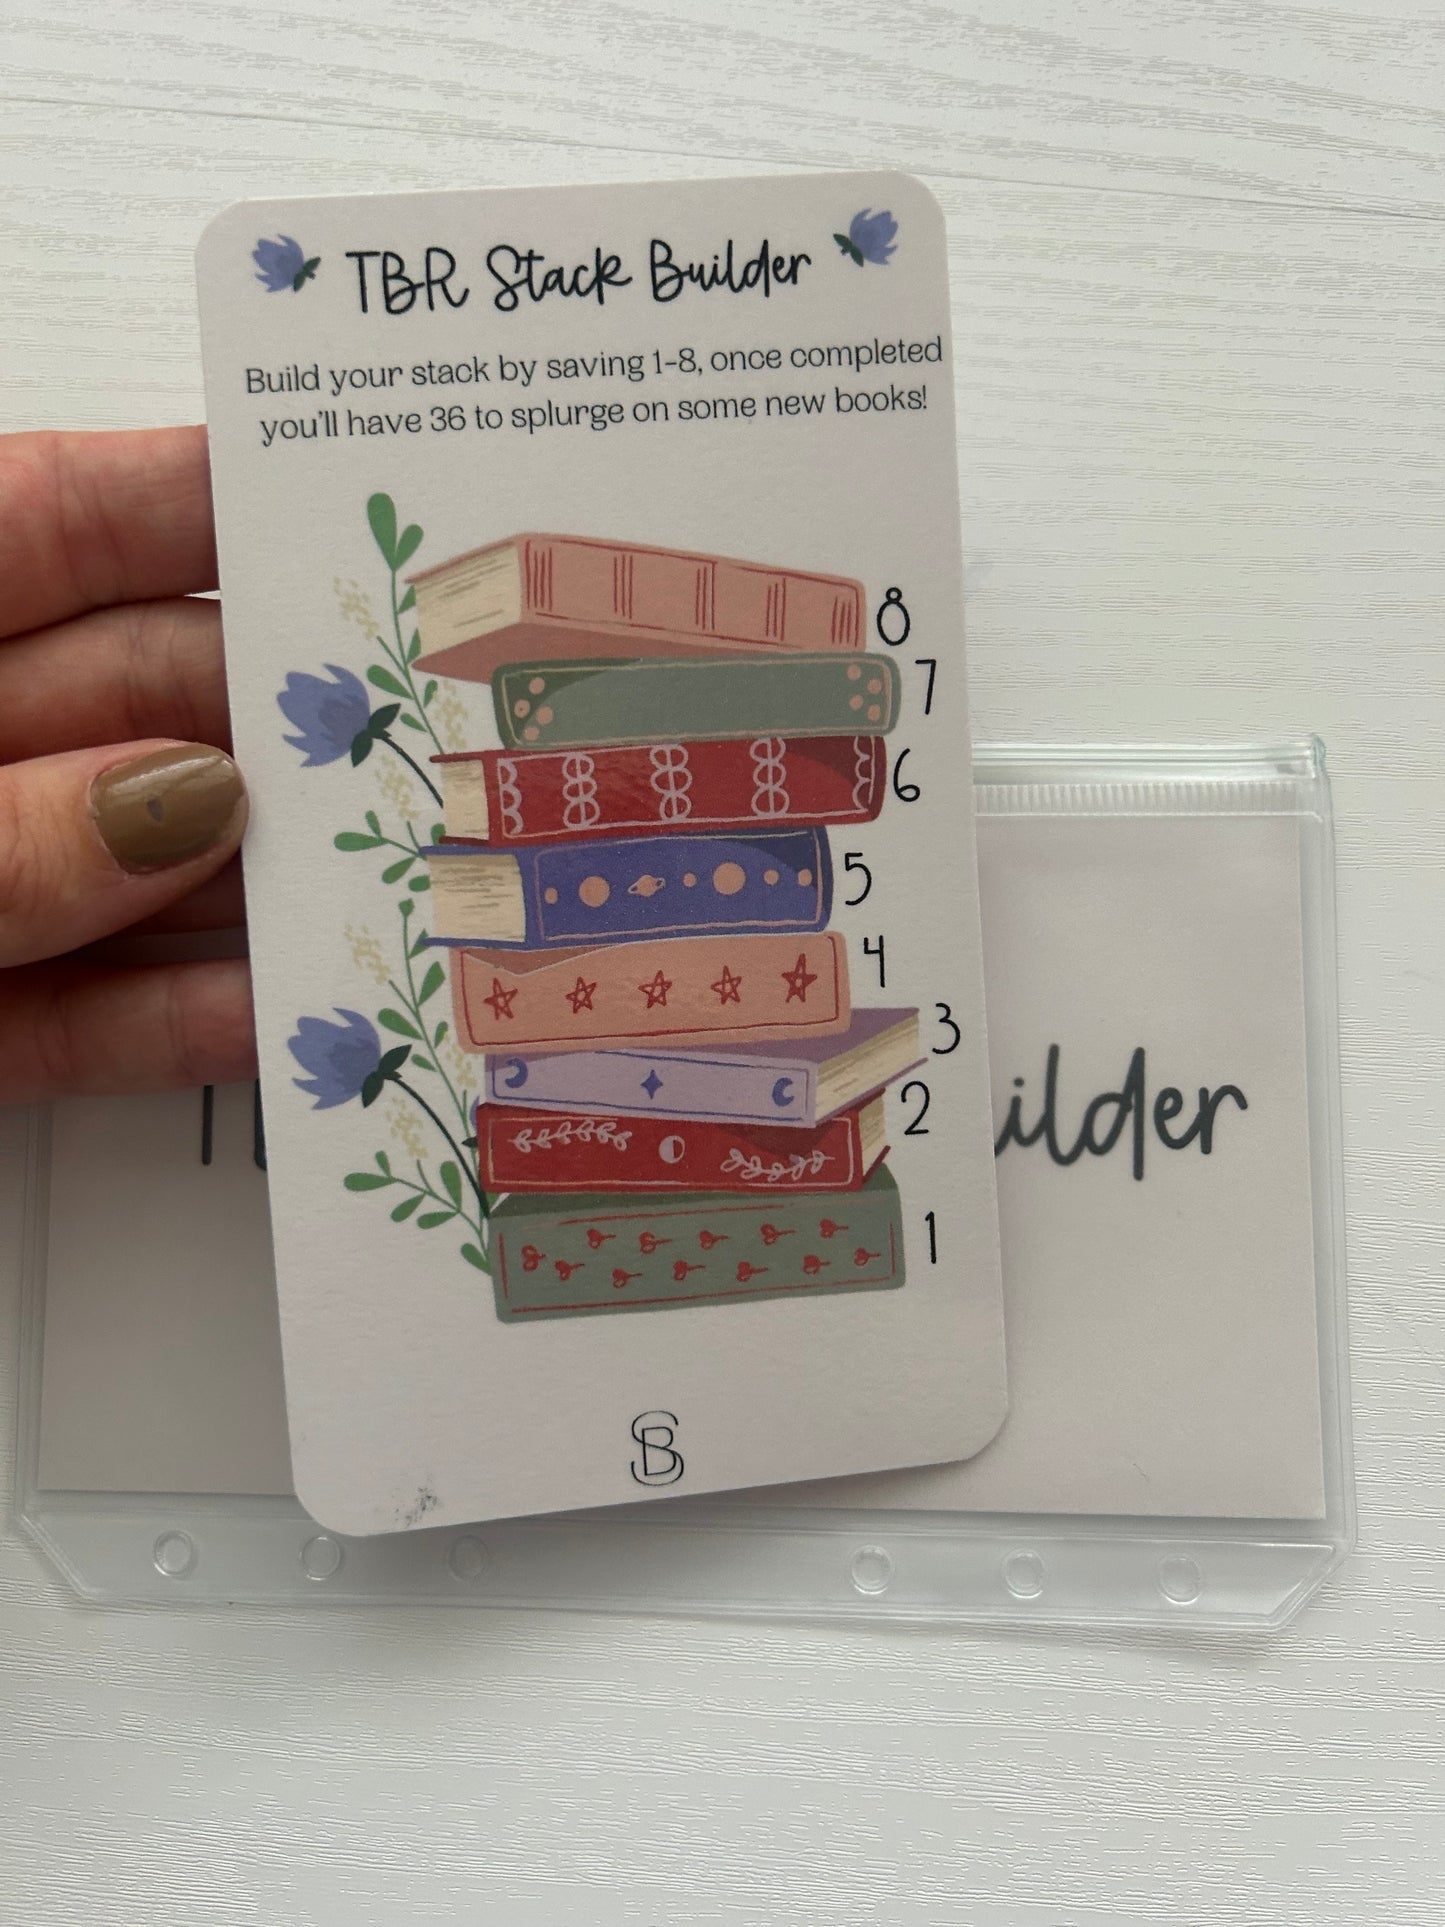 TBR Stack Builder
Build your stack by saving 1-8, once completed
you'll have 36 to splurge on some new books!
8
7
6
5
4
3
2
1
SB